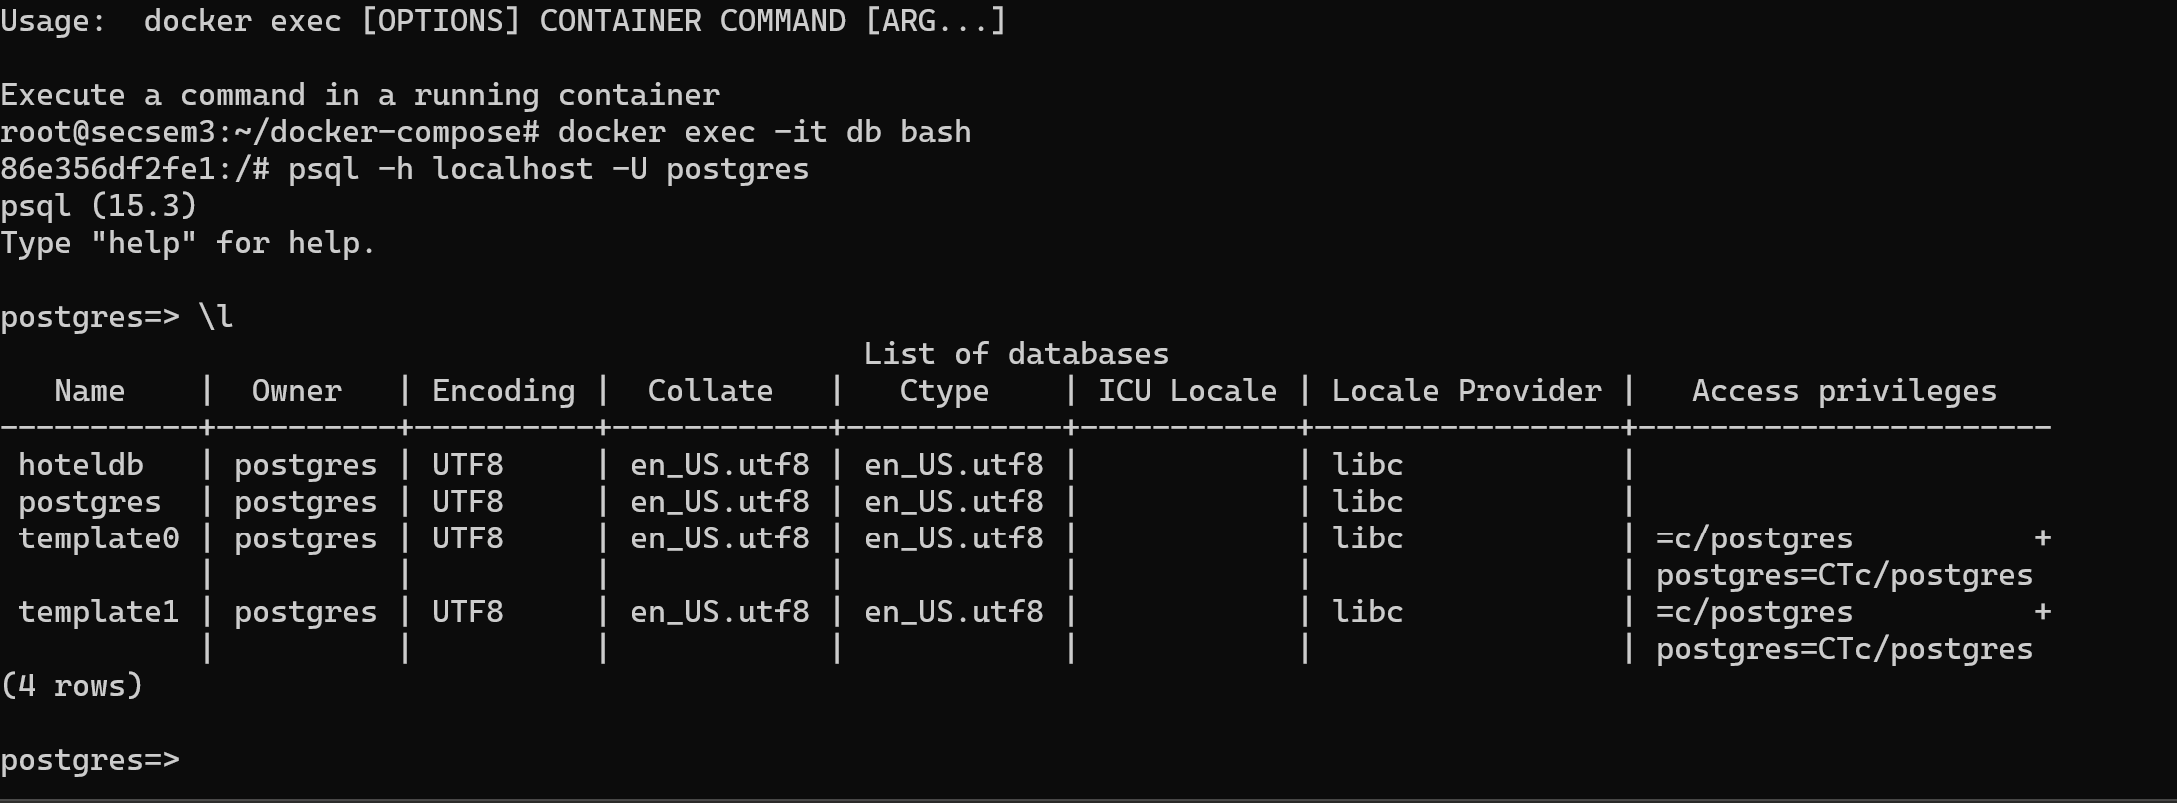 Usage:  docker exec [OPTIONS] CONTAINER COMMAND [ARG...]

Execute a command in a running container
root@secsem3:~/docker-compose# docker exec -it db bash
86e356df2fe1:/# psql -h localhost -U postgres
psql (15.3)
Type "help" for help.

postgres=> \l
                                                List of databases
   Name    |  Owner   | Encoding |  Collate   |   Ctype    | ICU Locale | Locale Provider |   Access privileges
-----------+----------+----------+------------+------------+------------+-----------------+-----------------------
 hoteldb   | postgres | UTF8     | en_US.utf8 | en_US.utf8 |            | libc            |
 postgres  | postgres | UTF8     | en_US.utf8 | en_US.utf8 |            | libc            |
 template0 | postgres | UTF8     | en_US.utf8 | en_US.utf8 |            | libc            | =c/postgres          +
           |          |          |            |            |            |                 | postgres=CTc/postgres
 template1 | postgres | UTF8     | en_US.utf8 | en_US.utf8 |            | libc            | =c/postgres          +
           |          |          |            |            |            |                 | postgres=CTc/postgres
(4 rows)

postgres=>